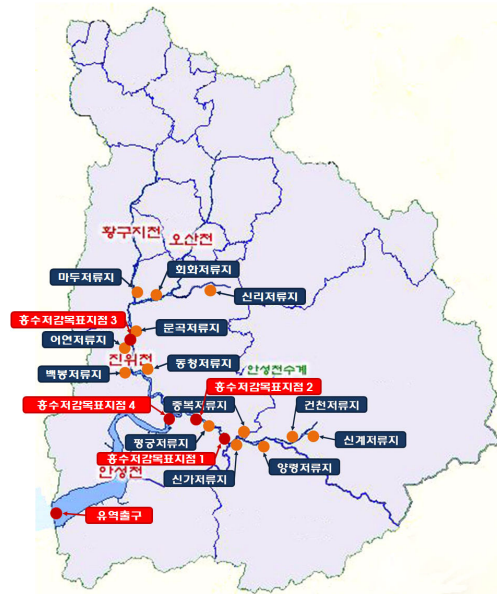 황구지천
오산천
마두저류지
회화저류지
신리저류지
홍수저감목표지점 3
문곡저류지
어연저류지
진위천
동청저류지
백봉저류지
안성천수계
홍수저감목표지점 2
홍수저감목표지점 4
중복저류지
건천저류지
평궁저류지
신계저류지
홍수저감목표지점 1
양령저류지
안성천
신가저류지
유역출구